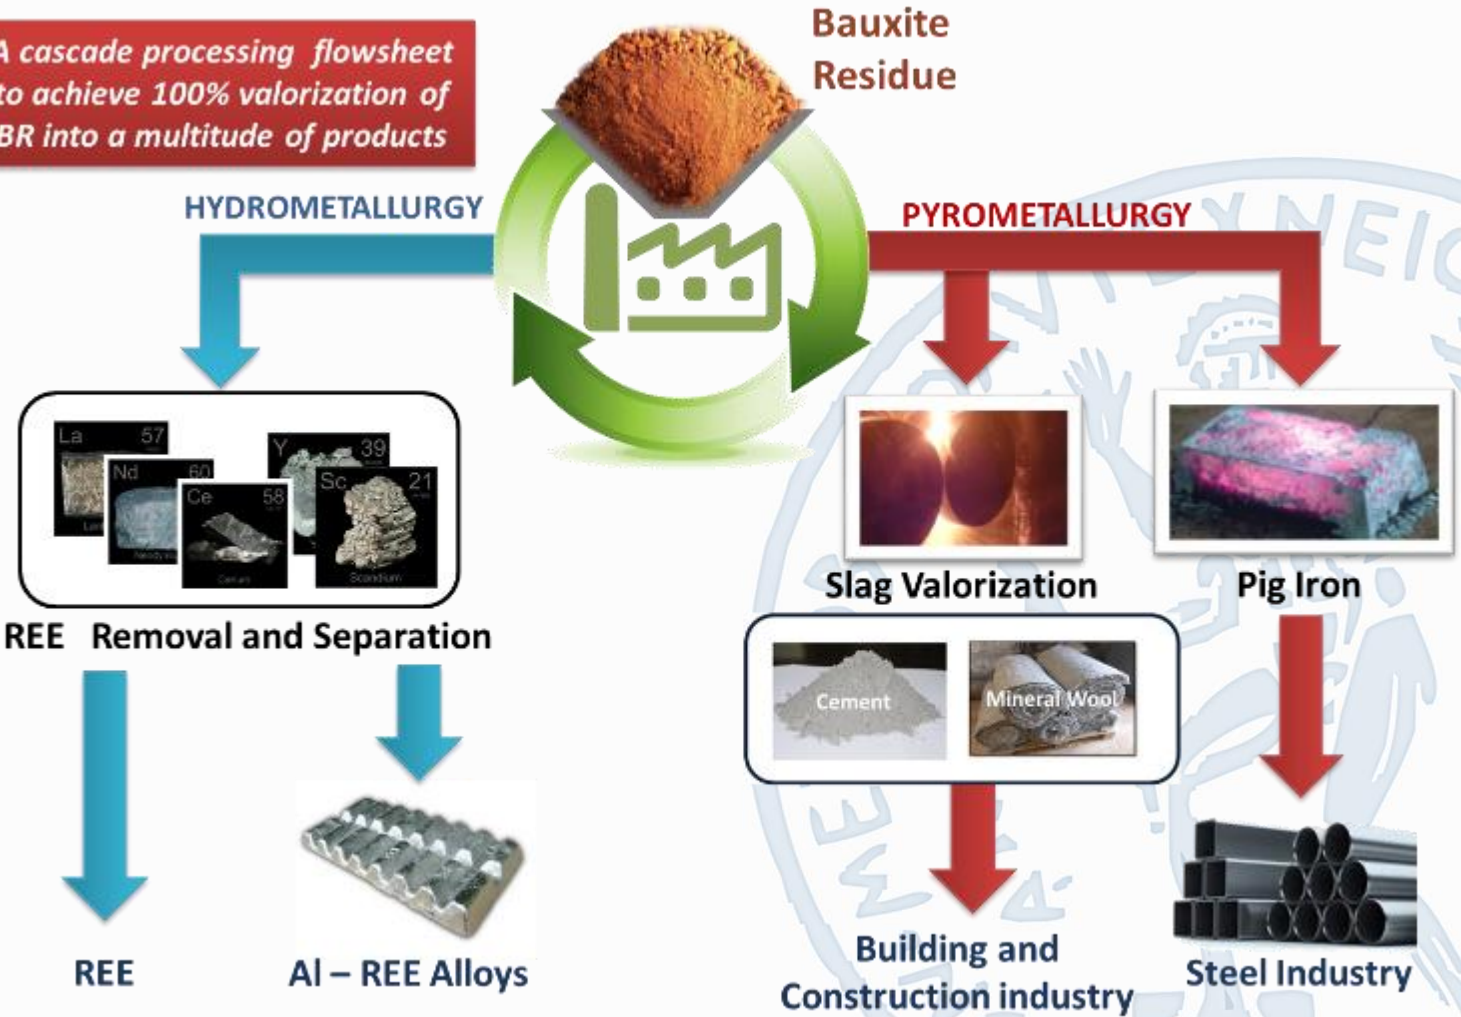 A cascade processing flowsheet
to achieve 100% valorization of
BR into a multitude of products
Bauxite
Residue
HYDROMETALLURGY
PYROMETALLURGY
La 57
Nd 60
Ce 58
Cerium
Y 39
Sc 21
Scandium
REE Removal and Separation
Slag Valorization
Pig Iron
Cement
Mineral Wool
REE
Al – REE Alloys
Building and
Construction industry
Steel Industry